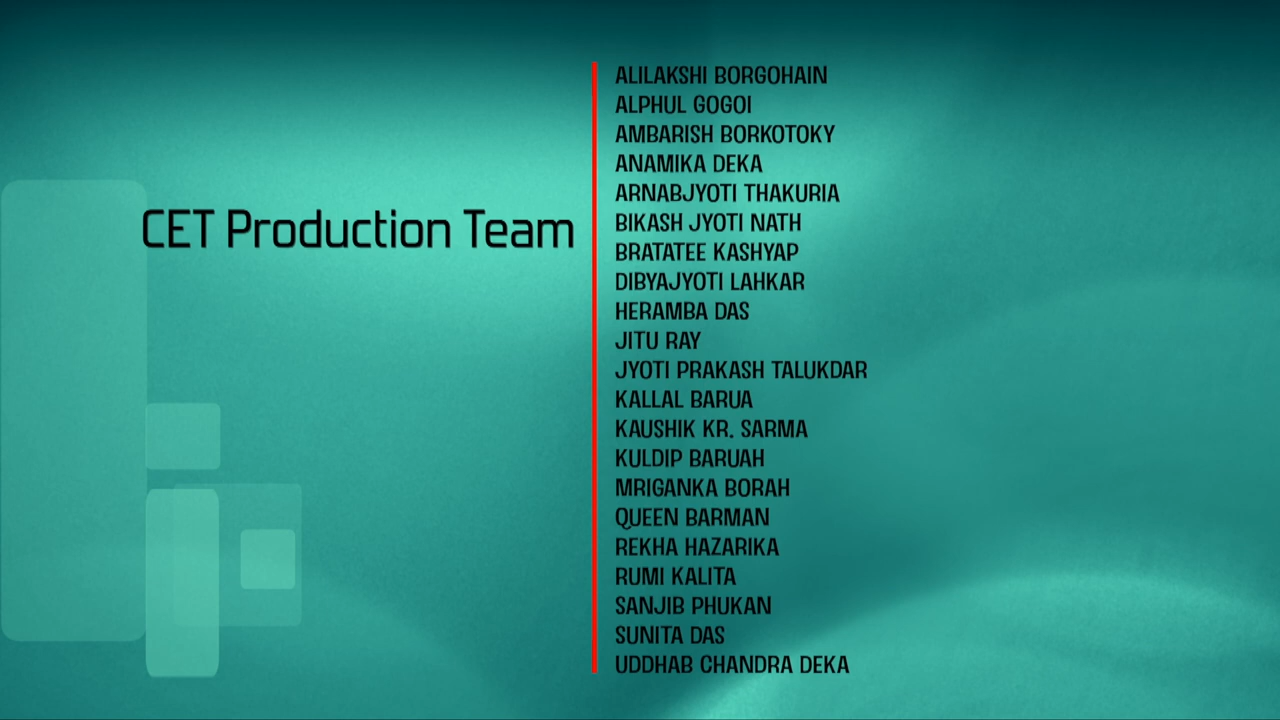 CET Production Team
ALILAKSHI BORGOHAIN
ALPHUL GOGOI
AMBARISH BORKOTOKY
ANAMIKA DEKA
ARNABJYOTI THAKURIA
BIKASH JYOTI NATH
BRATATEE KASHYAP
DIBYAJYOTI LAHKAR
HERAMBA DAS
JITU RAY
JYOTI PRAKASH TALUKDAR
KALLAL BARUA
KAUSHIK KR. SARMA
KULDIP BARUAH
MRIGANKA BORAH
QUEEN BARMAN
REKHA HAZARIKA
RUMI KALITA
SANJIB PHUKAN
SUNITA DAS
UDDHAB CHANDRA DEKA